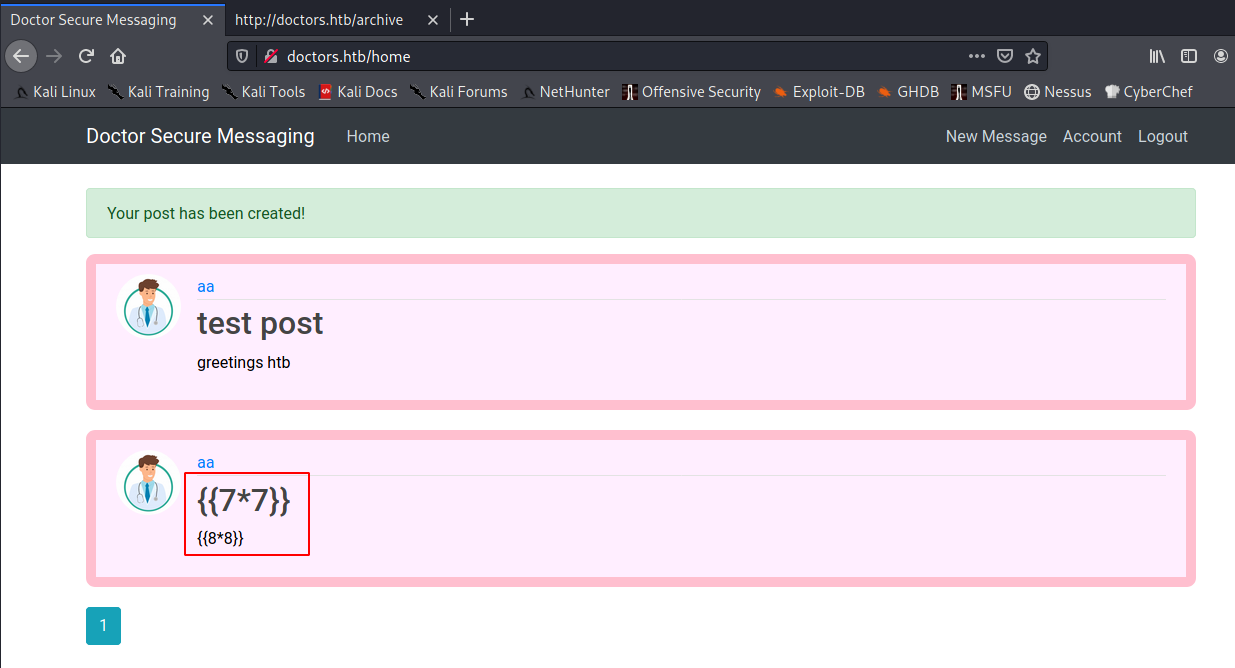 Doctor Secure Messaging http://doctors.htb/archive
doctors.htb/home
Kali Linux Kali Training Kali Tools Kali Docs Kali Forums NetHunter Offensive Security Exploit-DB GHDB MSFU Nessus CyberChef
Doctor Secure Messaging Home New Message Account Logout
Your post has been created!
aa
test post
greetings htb
aa
{{7*7}}
{{8*8}}
1